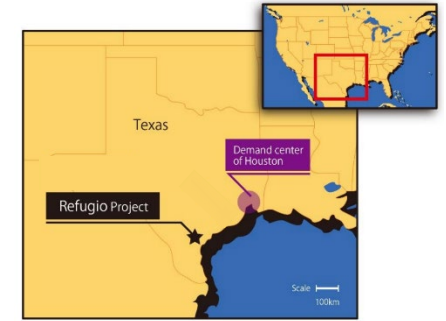 Texas
Demand center
of Houston
Refugio Project
Scale
100km